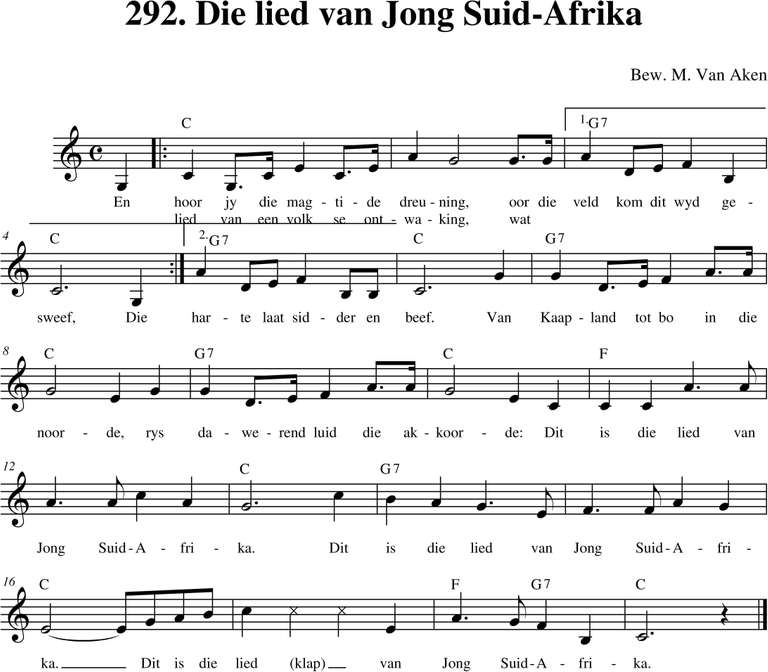 292. Die lied van Jong Suid-Afrika
Bew. M. Van Aken
C 1. G7
En hoor jy die mag - ti - de dreu - ning, oor die veld kom dit wyd ge -
lied van een volk se ont - wa - king, wat
4 C 2. G7 C G7
sweef, Die har - te laat sid - der en beef. Van Kaap - land tot bo in die
8 C G7 C F
noor - de, rys da - we - rend luid die ak - koor - de: Dit is die lied van
12 C G7
Jong Suid - A - fri - ka. Dit is die lied van Jong Suid - A - fri -
16 C F G7 C
ka. Dit is die lied (klap) van Jong Suid - A - fri - ka.